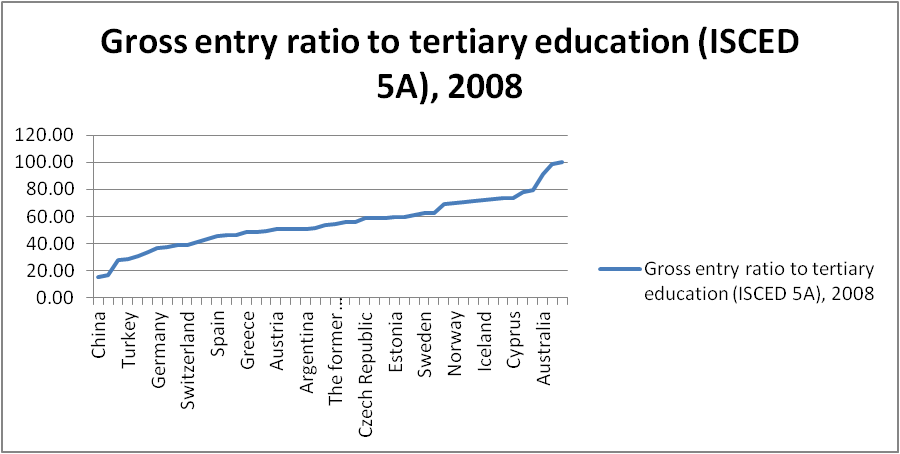 Gross entry ratio to tertiary education (ISCED
5A), 2008
120.00
100.00
80.00
60.00
40.00
20.00
0.00
China
Turkey
Germany
Switzerland
Spain
Greece
Austria
Argentina
The former ...
Czech Republic
Estonia
Sweden
Norway
Iceland
Cyprus
Australia
Gross entry ratio to tertiary
education (ISCED 5A), 2008